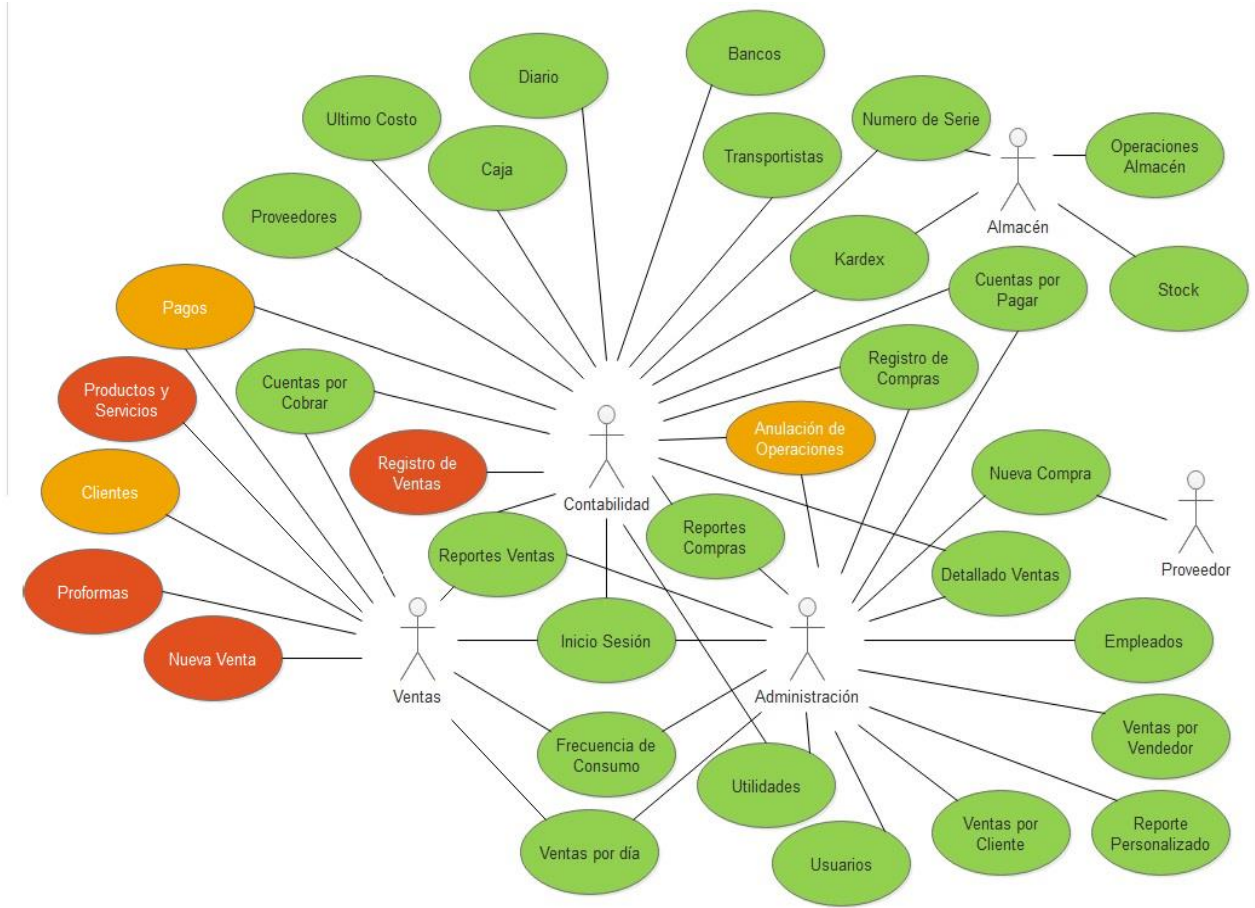 Bancos
Diario
Ultimo Costo
Numero de Serie
Operaciones
Almacén
Transportistas
Caja
Proveedores
Almacén
Kardex
Cuentas por
Pagar
Stock
Pagos
Productos y
Servicios
Cuentas por
Cobrar
Registro de
Compras
Anulación de
Operaciones
Registro de
Ventas
Contabilidad
Clientes
Nueva Compra
Reportes Ventas
Reportes
Compras
Detallado Ventas
Proveedor
Proformas
Nueva Venta
Inicio Sesión
Empleados
Ventas
Administración
Frecuencia de
Consumo
Ventas por
Vendedor
Utilidades
Ventas por día
Usuarios
Ventas por
Cliente
Reporte
Personalizado